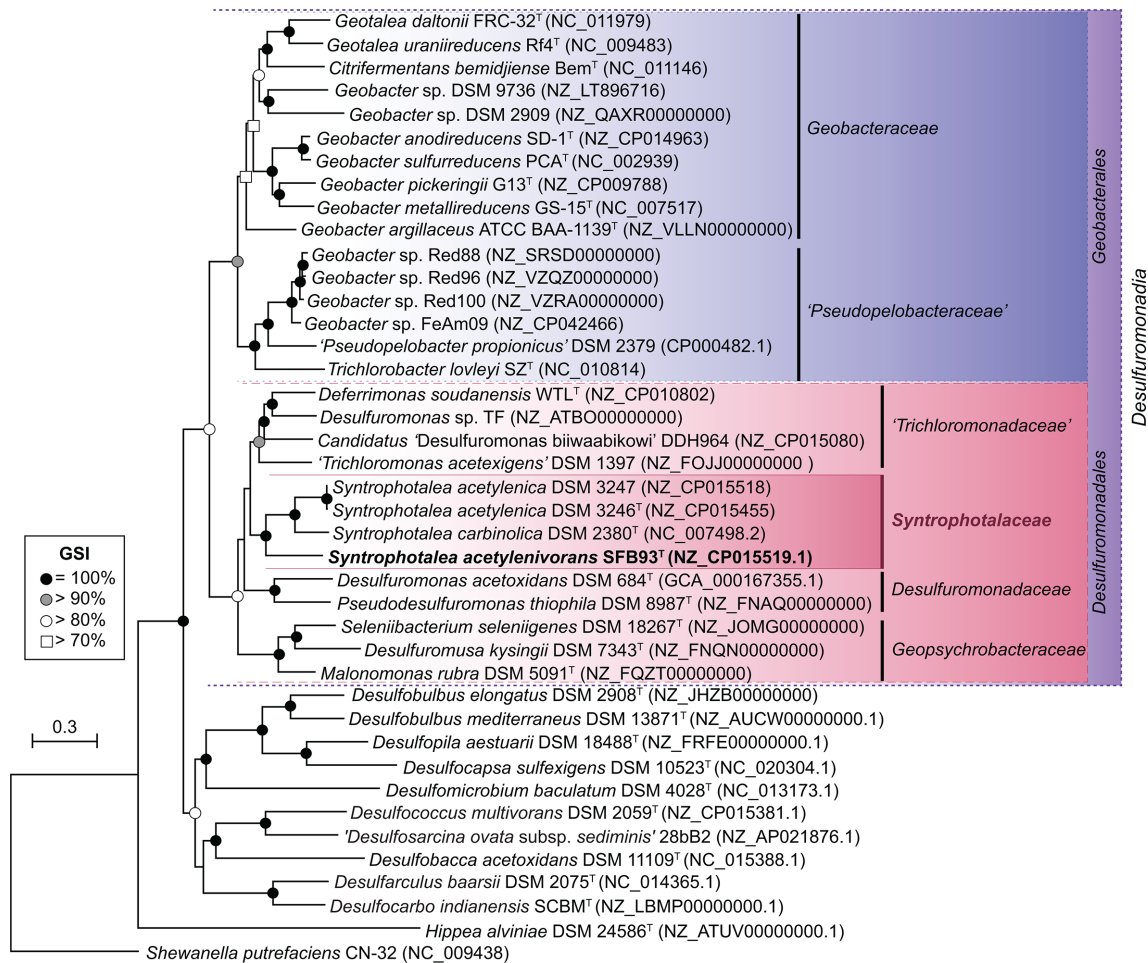 Geotalea daltonii FRC-32ᵀ (NC_011979)
Geotalea uraniireducens Rf4ᵀ (NC_009483)
Citrifermentans bemidjiense Bemᵀ (NC_011146)
Geobacter sp. DSM 9736 (NZ_LT896716)
Geobacter sp. DSM 2909 (NZ_QAXR00000000)
Geobacter anodireducens SD-1ᵀ (NZ_CP014963)
Geobacter sulfurreducens PCAᵀ (NC_002939)
Geobacter pickeringii G13ᵀ (NZ_CP009788)
Geobacter metallireducens GS-15ᵀ (NC_007517)
Geobacter argillaceus ATCC BAA-1139ᵀ (NZ_VLLN00000000)
Geobacteraceae
Geobacter sp. Red88 (NZ_SRSD00000000)
Geobacter sp. Red96 (NZ_VZQZ00000000)
Geobacter sp. Red100 (NZ_VZRA00000000)
Geobacter sp. FeAm09 (NZ_CP042466)
‘Pseudopelobacter propionicus’ DSM 2379 (CP000482.1)
Trichlorobacter lovleyi SZᵀ (NC_010814)
‘Pseudopelobacteraceae’
Geobacterales
Deferrimonas soudanensis WTLᵀ (NZ_CP010802)
Desulfuromonas sp. TF (NZ_ATBO00000000)
Candidatus ‘Desulfuromonas biiwaabikowi’ DDH964 (NZ_CP015080)
‘Trichloromonas acetexigens’ DSM 1397 (NZ_FOJJ00000000 )
‘Trichloromonadaceae’
Syntrophotalea acetylenica DSM 3247 (NZ_CP015518)
Syntrophotalea acetylenica DSM 3246ᵀ (NZ_CP015455)
Syntrophotalea carbinolica DSM 2380ᵀ (NC_007498.2)
Syntrophotalea acetylenivorans SFB93ᵀ (NZ_CP015519.1)
Syntrophotalaceae
Desulfuromonas acetoxidans DSM 684ᵀ (GCA_000167355.1)
Pseudodesulfuromonas thiophila DSM 8987ᵀ (NZ_FNAQ00000000)
Desulfuromonadaceae
Seleniibacterium seleniigenes DSM 18267ᵀ (NZ_JOMG00000000)
Desulfuromusa kysingii DSM 7343ᵀ (NZ_FNQN00000000)
Malonomonas rubra DSM 5091ᵀ (NZ_FQZT00000000)
Geopsychrobacteraceae
Desulfuromonadales
Desulfuromonadia
Desulfobulbus elongatus DSM 2908ᵀ (NZ_JHZB00000000)
Desulfobulbus mediterraneus DSM 13871ᵀ (NZ_AUCW00000000.1)
Desulfopila aestuarii DSM 18488ᵀ (NZ_FRFE00000000.1)
Desulfocapsa sulfexigens DSM 10523ᵀ (NC_020304.1)
Desulfomicrobium baculatum DSM 4028ᵀ (NC_013173.1)
Desulfococcus multivorans DSM 2059ᵀ (NZ_CP015381.1)
'Desulfosarcina ovata subsp. sediminis' 28bB2 (NZ_AP021876.1)
Desulfobacca acetoxidans DSM 11109ᵀ (NC_015388.1)
Desulfarculus baarsii DSM 2075ᵀ (NC_014365.1)
Desulfocarbo indianensis SCBMᵀ (NZ_LBMP00000000.1)
Hippea alviniae DSM 24586ᵀ (NZ_ATUV00000000.1)
Shewanella putrefaciens CN-32 (NC_009438)
GSI
= 100%
> 90%
> 80%
> 70%
0.3